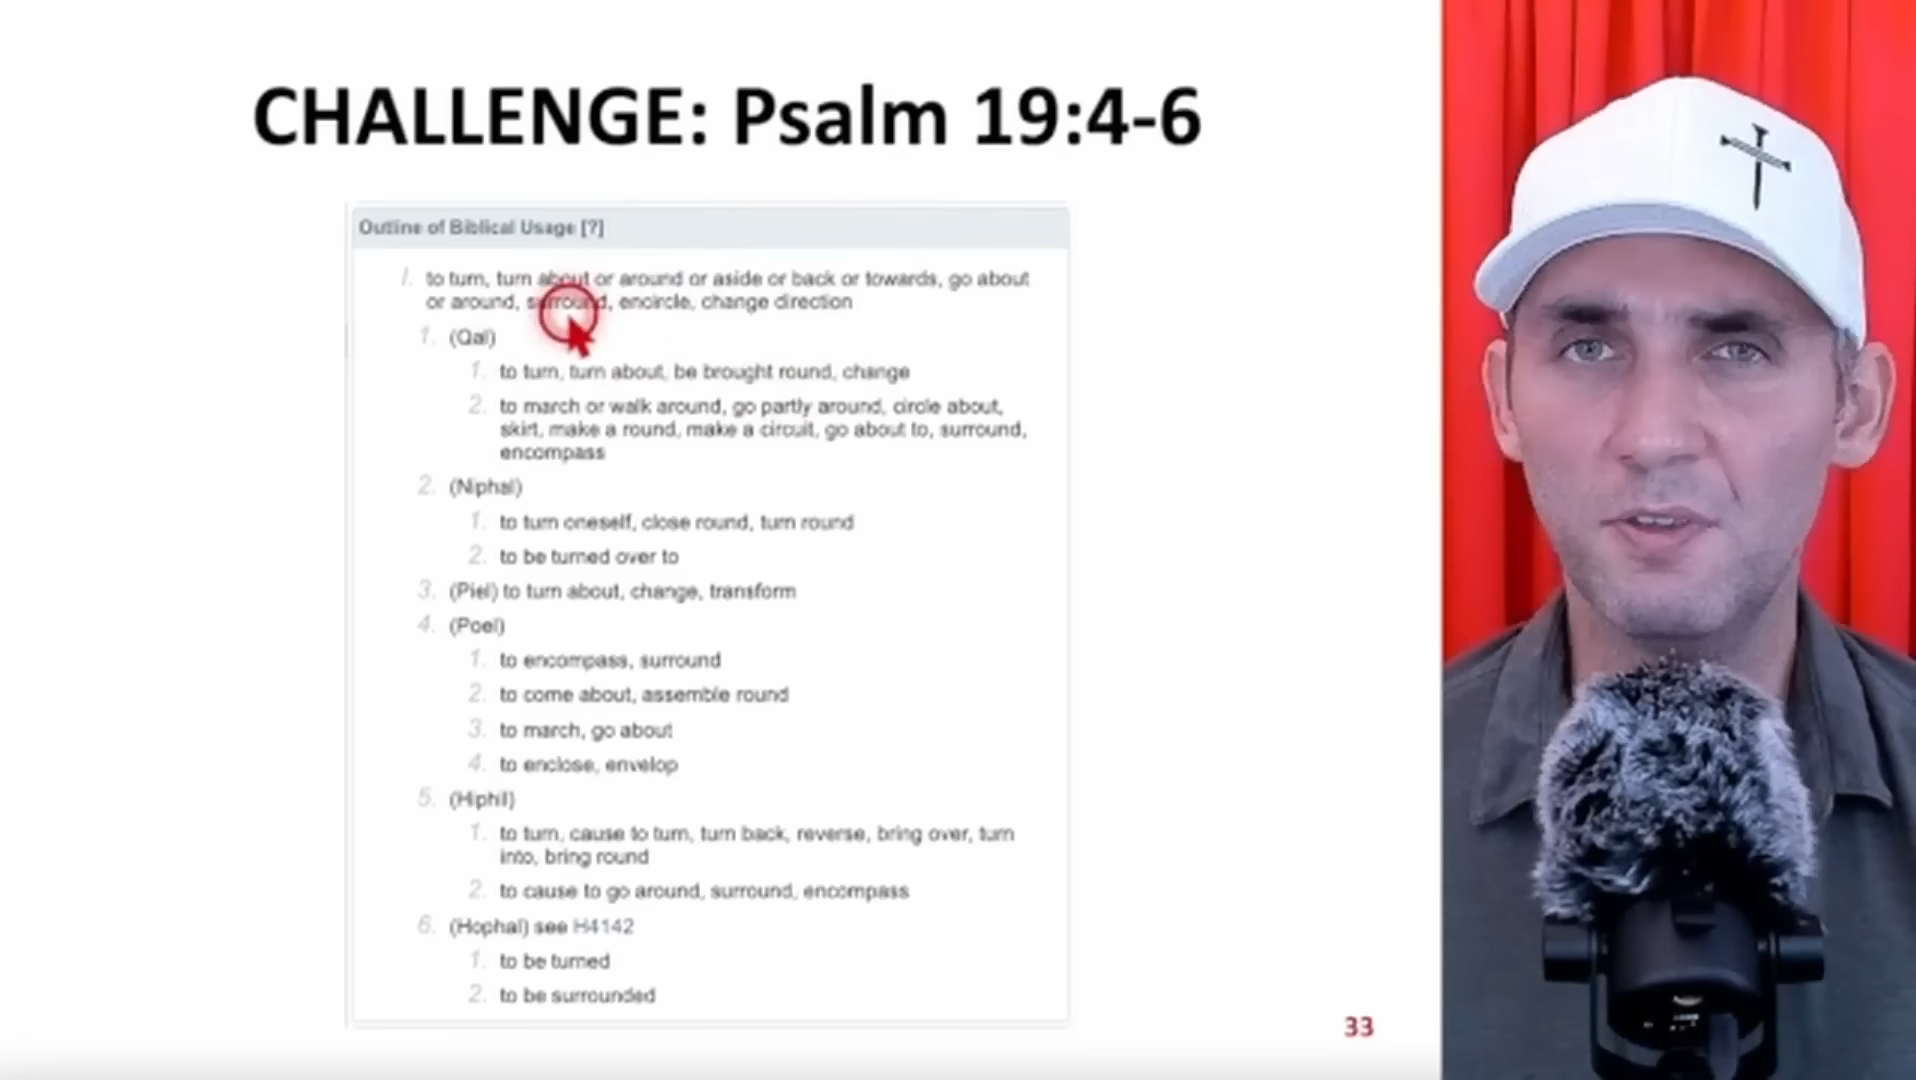 CHALLENGE: Psalm 19:4-6
Outline of Biblical Usage [?]
1. to turn, turn about or around or aside or back or towards, go about
or around, surround, encircle, change direction
1. (Qal)
1. to turn, turn about, be brought round, change
2. to march or walk around, go partly around, circle about,
skirt, make a round, make a circuit, go about to, surround,
encompass
2. (Niphal)
1. to turn oneself, close round, turn round
2. to be turned over to
3. (Piel) to turn about, change, transform
4. (Poel)
1. to encompass, surround
2. to come about, assemble round
3. to march, go about
4. to enclose, envelop
5. (Hiphil)
1. to turn, cause to turn, turn back, reverse, bring over, turn
into, bring round
2. to cause to go around, surround, encompass
6. (Hophal) see H4142
1. to be turned
2. to be surrounded
33